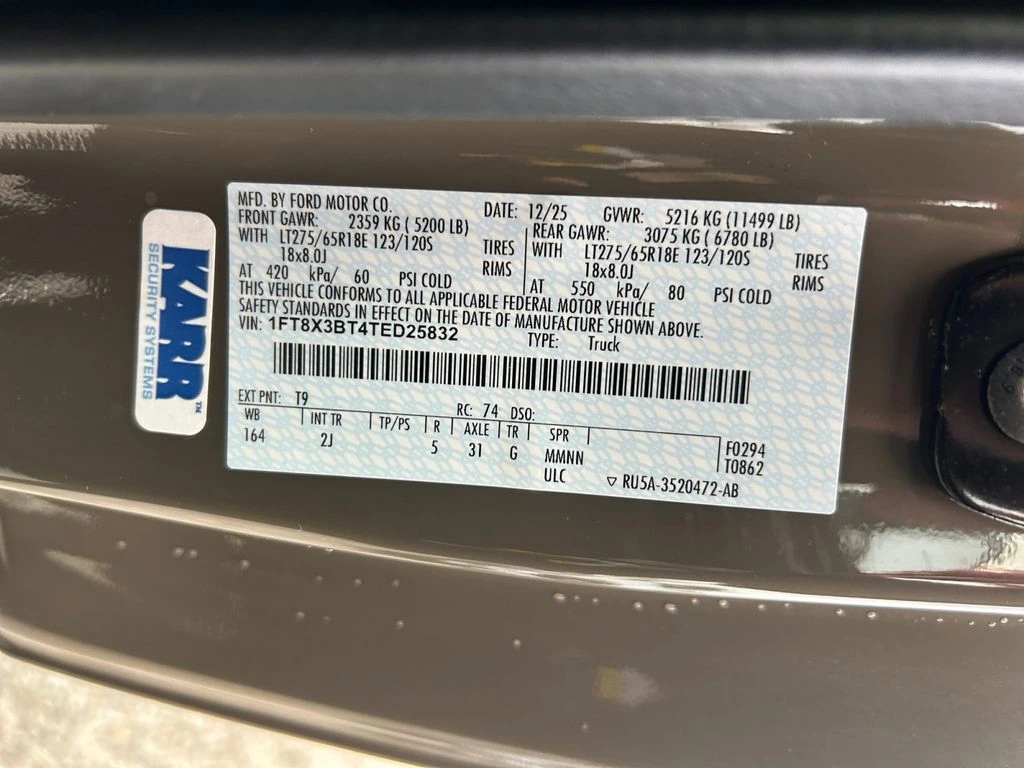 KARR™
SECURITY SYSTEMS
MFD. BY FORD MOTOR CO. DATE: 12/25 GVWR: 5216 KG (11499 LB)
FRONT GAWR: 2359 KG ( 5200 LB) REAR GAWR: 3075 KG ( 6780 LB)
WITH LT275/65R18E 123/120S TIRES WITH LT275/65R18E 123/120S TIRES
18x8.0J RIMS 18x8.0J RIMS
AT 420 kPa/ 60 PSI COLD AT 550 kPa/ 80 PSI COLD
THIS VEHICLE CONFORMS TO ALL APPLICABLE FEDERAL MOTOR VEHICLE
SAFETY STANDARDS IN EFFECT ON THE DATE OF MANUFACTURE SHOWN ABOVE.
VIN: 1FT8X3BT4TED25832 TYPE: Truck
EXT PNT: T9 RC: 74 DSO:
WB INT TR TP/PS R AXLE TR SPR F0294
164 2J 5 31 G MMNN T0862
ULC ▽ RU5A-3520472-AB